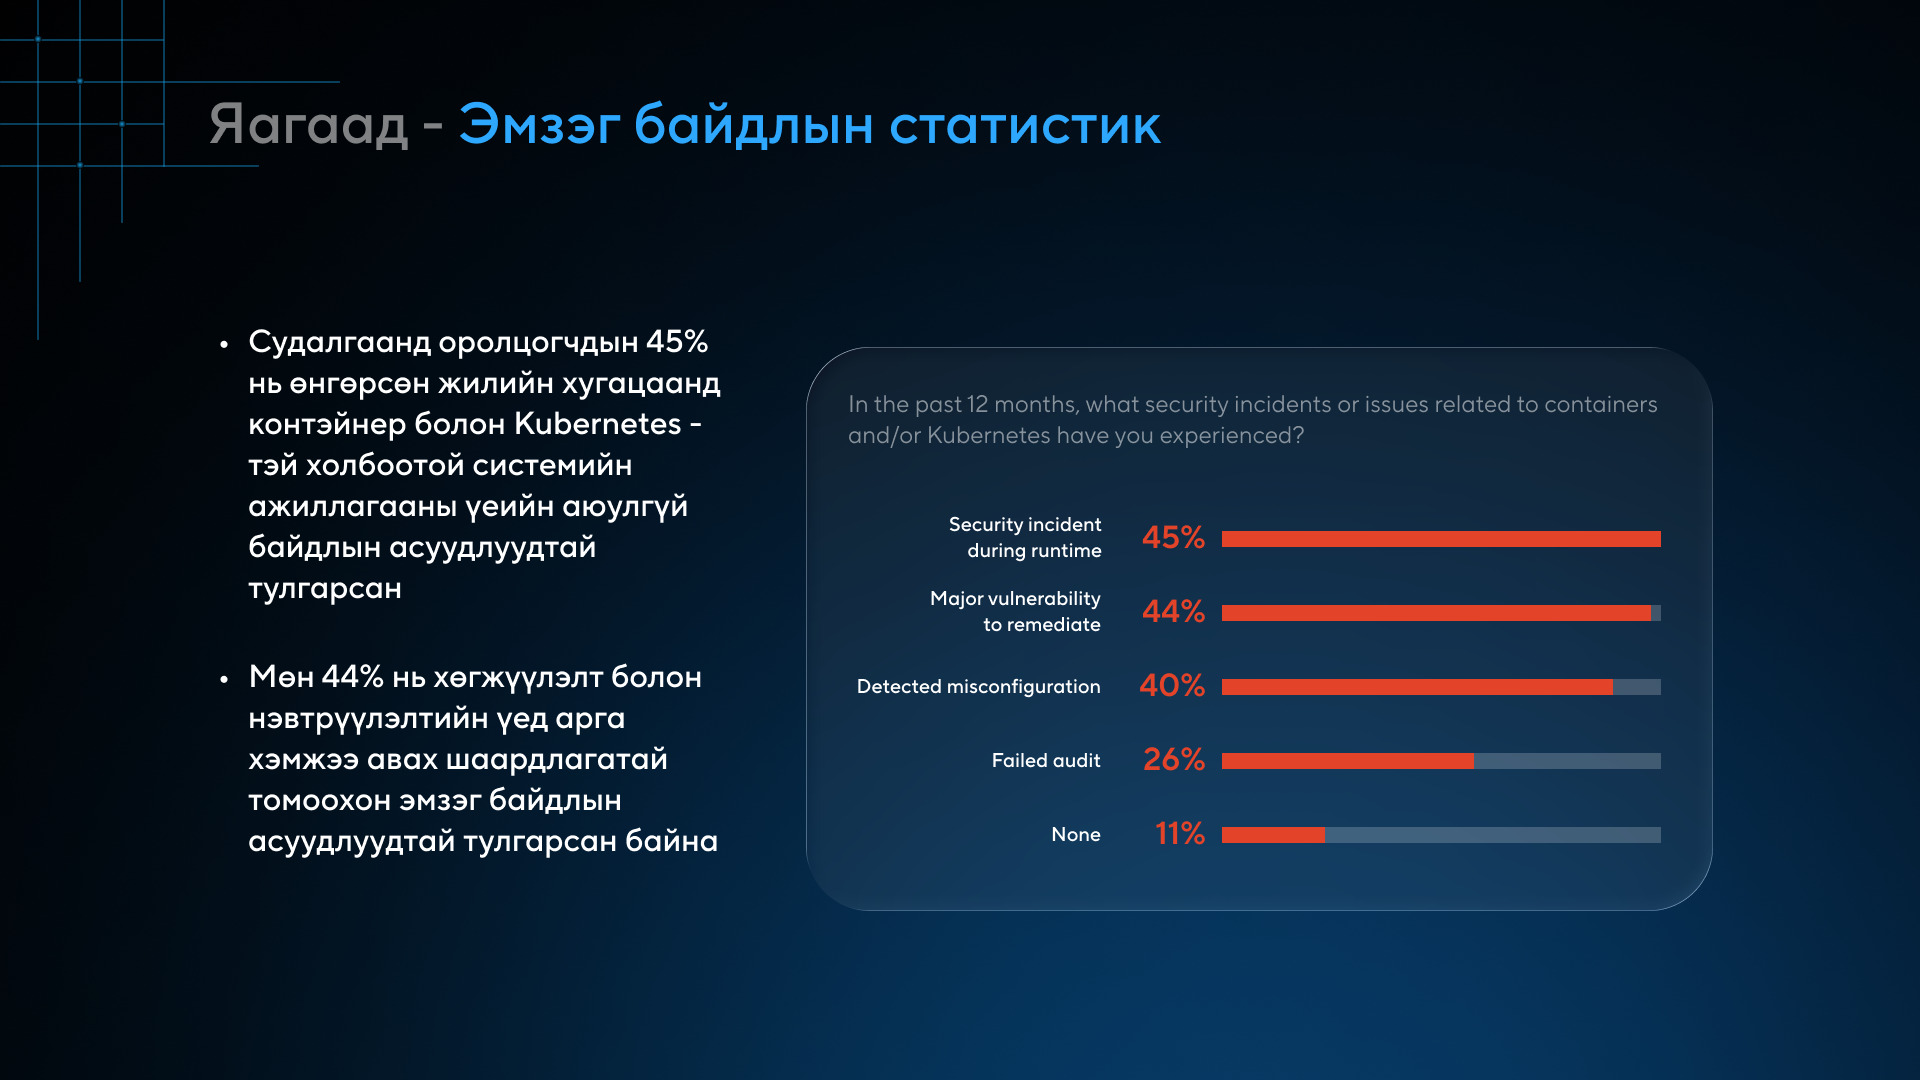 Яагаад - Эмзэг байдлын статистик
• Судалгаанд оролцогчдын 45%
нь өнгөрсөн жилийн хугацаанд
контэйнер болон Kubernetes -
тэй холбоотой системийн
ажиллагааны үеийн аюулгүй
байдлын асуудлуудтай
тулгарсан
• Мөн 44% нь хөгжүүлэлт болон
нэвтрүүлэлтийн үед арга
хэмжээ авах шаардлагатай
томоохон эмзэг байдлын
асуудлуудтай тулгарсан байна
In the past 12 months, what security incidents or issues related to containers
and/or Kubernetes have you experienced?
Security incident
during runtime
45%
Major vulnerability
to remediate
44%
Detected misconfiguration
40%
Failed audit
26%
None
11%